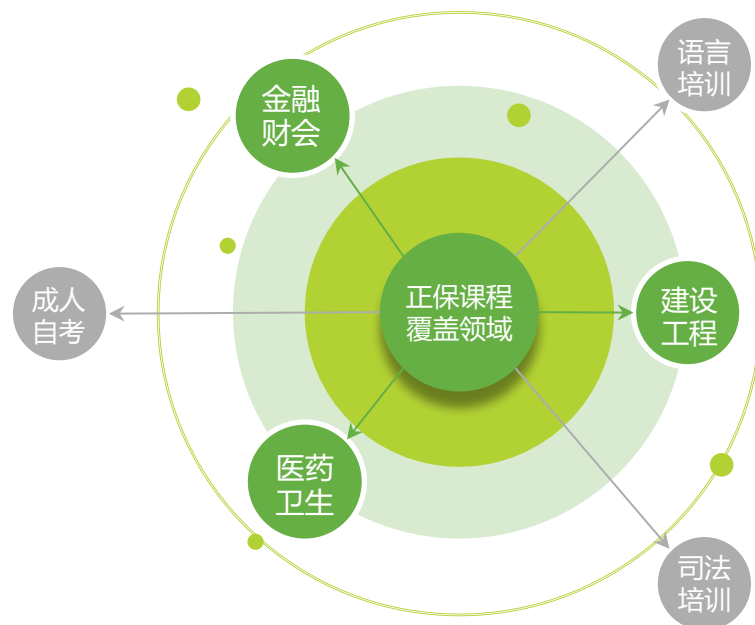 语言
培训
金融
财会
成人
自考
正保课程
覆盖领域
建设
工程
医药
卫生
司法
培训